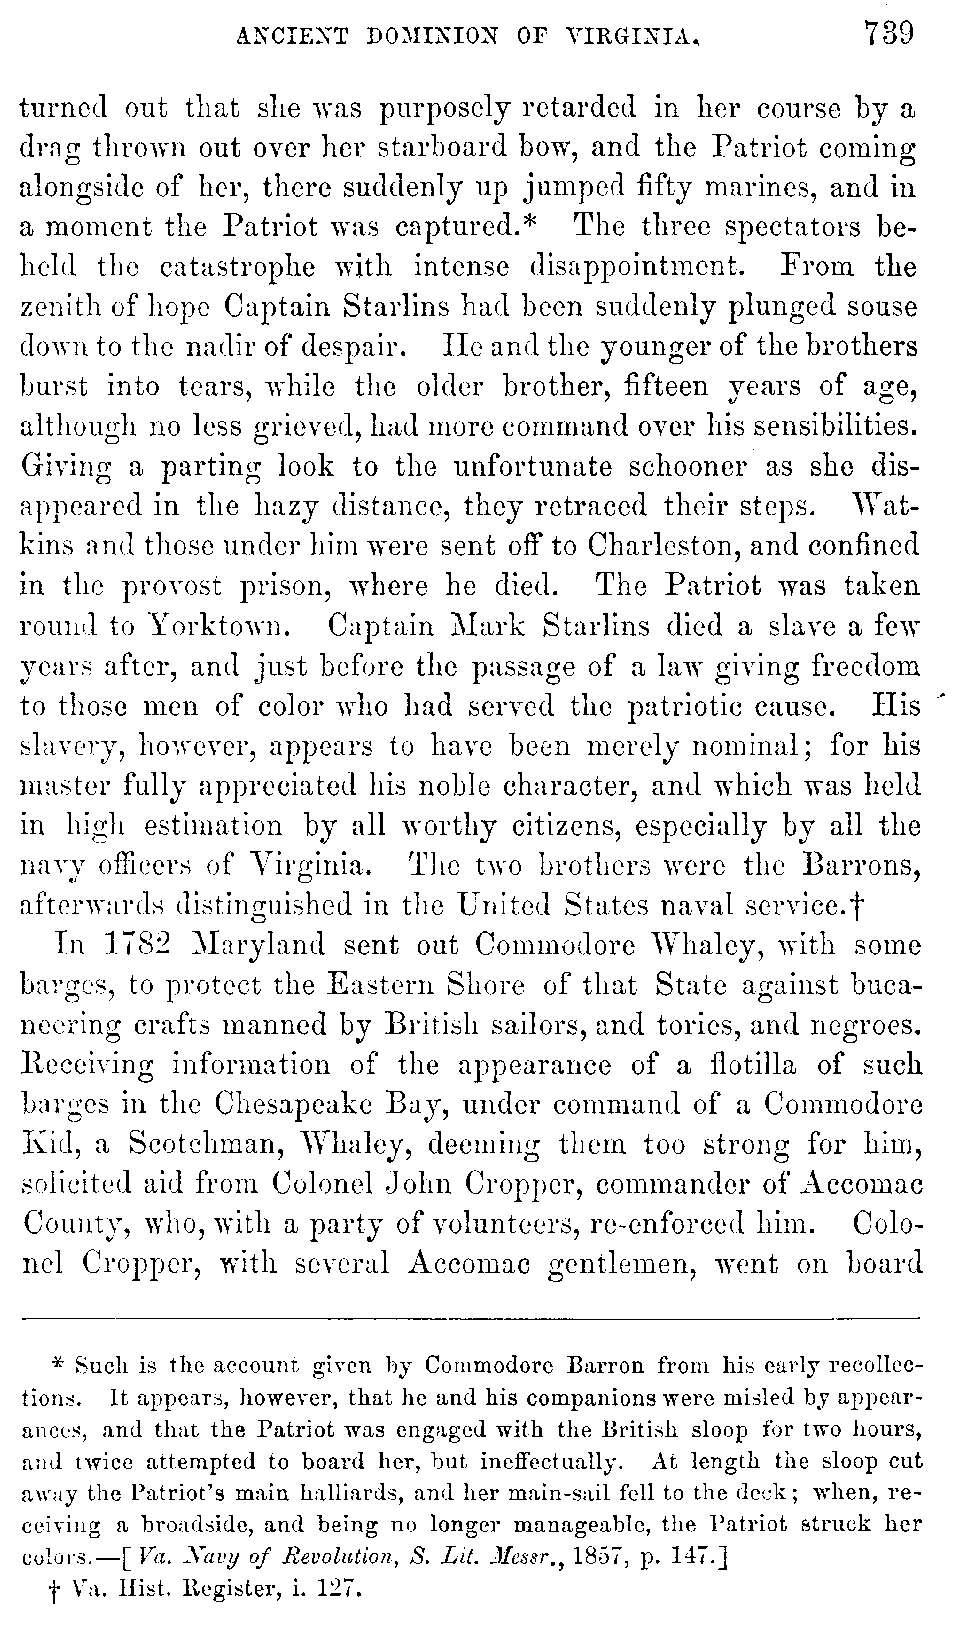 ANCIENT DOMINION OF VIRGINIA. 739
turned out that she was purposely retarded in her course by a
drag thrown out over her starboard bow, and the Patriot coming
alongside of her, there suddenly up jumped fifty marines, and in
a moment the Patriot was captured.* The three spectators be-
held the catastrophe with intense disappointment. From the
zenith of hope Captain Starlins had been suddenly plunged souse
down to the nadir of despair. He and the younger of the brothers
burst into tears, while the older brother, fifteen years of age,
although no less grieved, had more command over his sensibilities.
Giving a parting look to the unfortunate schooner as she dis-
appeared in the hazy distance, they retraced their steps. Wat-
kins and those under him were sent off to Charleston, and confined
in the provost prison, where he died. The Patriot was taken
round to Yorktown. Captain Mark Starlins died a slave a few
years after, and just before the passage of a law giving freedom
to those men of color who had served the patriotic cause. His
slavery, however, appears to have been merely nominal; for his
master fully appreciated his noble character, and which was held
in high estimation by all worthy citizens, especially by all the
navy officers of Virginia. The two brothers were the Barrons,
afterwards distinguished in the United States naval service.†
In 1782 Maryland sent out Commodore Whaley, with some
barges, to protect the Eastern Shore of that State against buca-
neering crafts manned by British sailors, and tories, and negroes.
Receiving information of the appearance of a flotilla of such
barges in the Chesapeake Bay, under command of a Commodore
Kid, a Scotchman, Whaley, deeming them too strong for him,
solicited aid from Colonel John Cropper, commander of Accomac
County, who, with a party of volunteers, re-enforced him. Colo-
nel Cropper, with several Accomac gentlemen, went on board
* Such is the account given by Commodore Barron from his early recollec-
tions. It appears, however, that he and his companions were misled by appear-
ances, and that the Patriot was engaged with the British sloop for two hours,
and twice attempted to board her, but ineffectually. At length the sloop cut
away the Patriot's main halliards, and her main-sail fell to the deck; when, re-
ceiving a broadside, and being no longer manageable, the Patriot struck her
colors.—[Va. Navy of Revolution, S. Lit. Messr., 1857, p. 147.]
† Va. Hist. Register, i. 127.